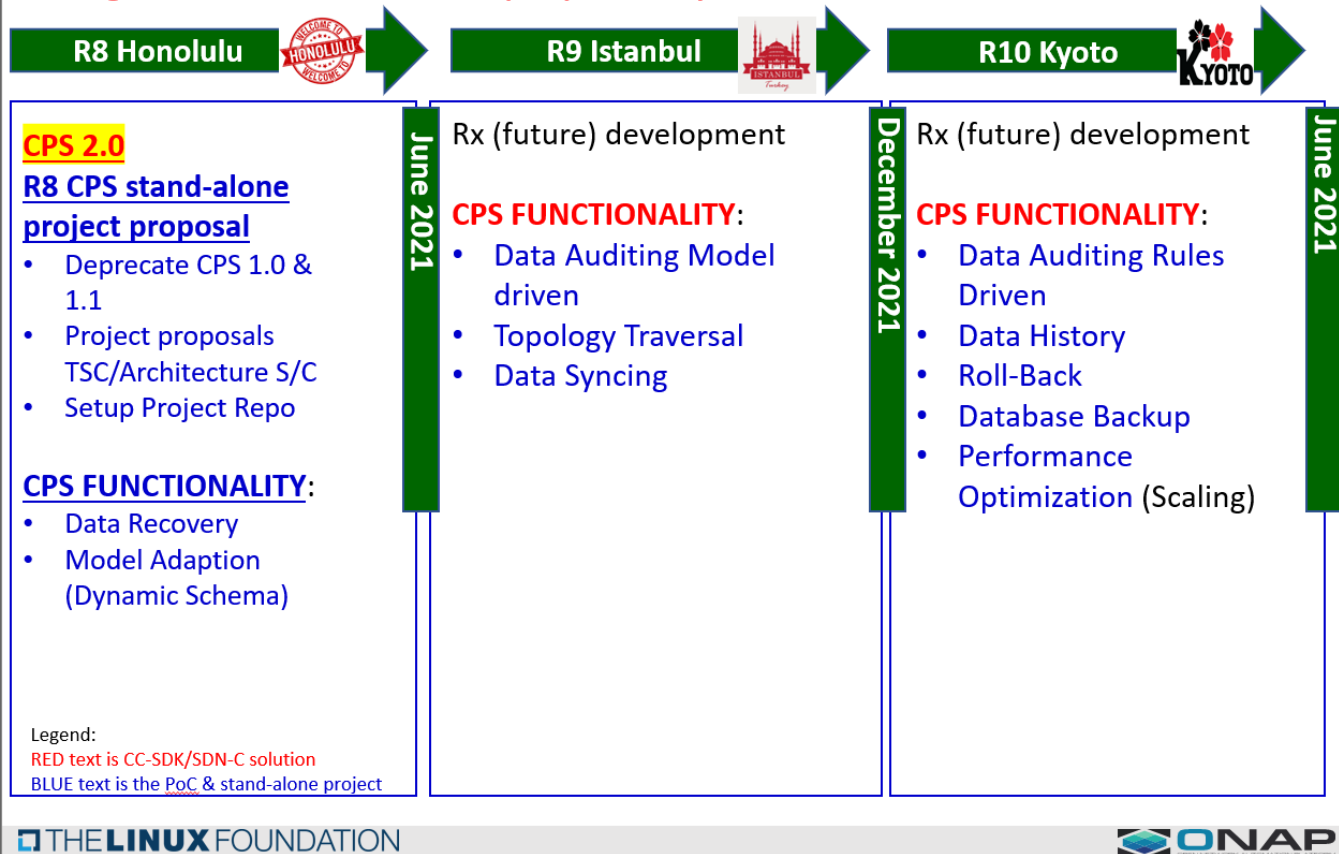 R8 Honolulu
WELCOME TO
HONOLULU
WELCOME TO
R9 Istanbul
ISTANBUL
Turkey
R10 Kyoto
KYOTO
CPS 2.0
R8 CPS stand-alone
project proposal
• Deprecate CPS 1.0 &
1.1
• Project proposals
TSC/Architecture S/C
• Setup Project Repo
CPS FUNCTIONALITY:
• Data Recovery
• Model Adaption
(Dynamic Schema)
Legend:
RED text is CC-SDK/SDN-C solution
BLUE text is the PoC & stand-alone project
June 2021
Rx (future) development
CPS FUNCTIONALITY:
• Data Auditing Model
driven
• Topology Traversal
• Data Syncing
December 2021
Rx (future) development
CPS FUNCTIONALITY:
• Data Auditing Rules
Driven
• Data History
• Roll-Back
• Database Backup
• Performance
Optimization (Scaling)
June 2021
THE LINUX FOUNDATION
ONAP